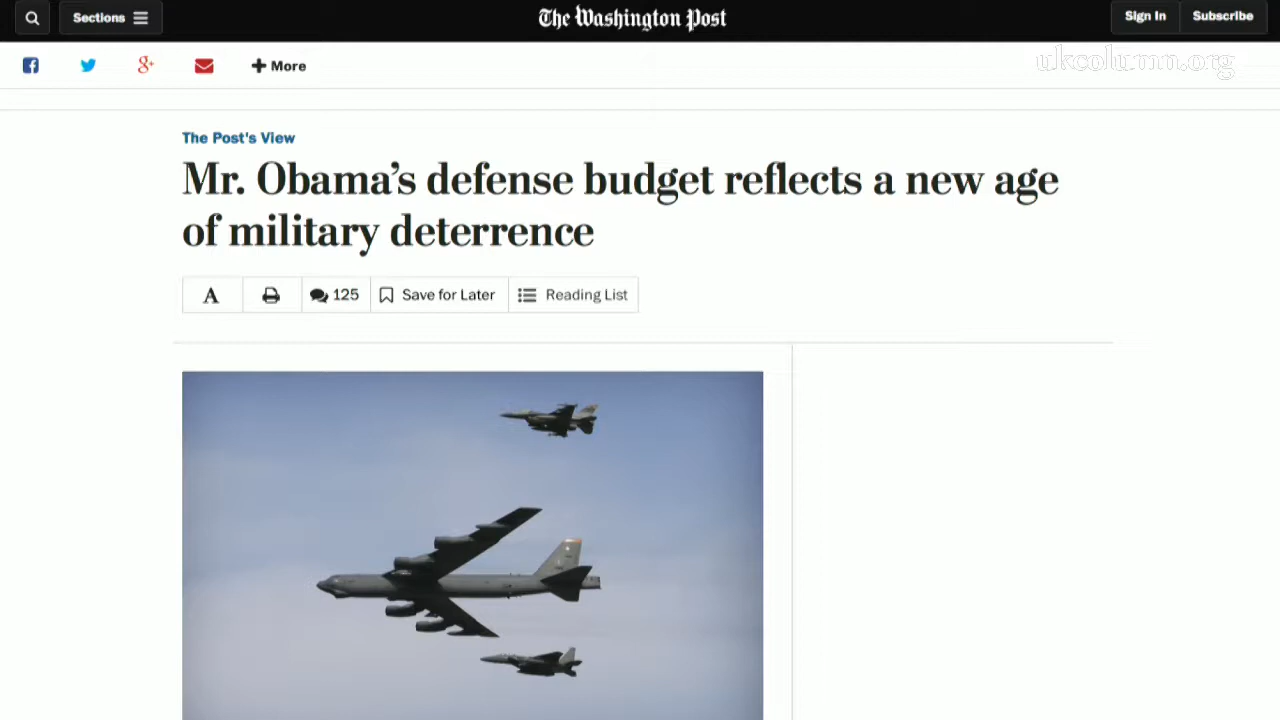 Sections
The Washington Post
Sign In
Subscribe
g+
More
ukcolumn.org
The Post's View
Mr. Obama’s defense budget reflects a new age
of military deterrence
A
125
Save for Later
Reading List